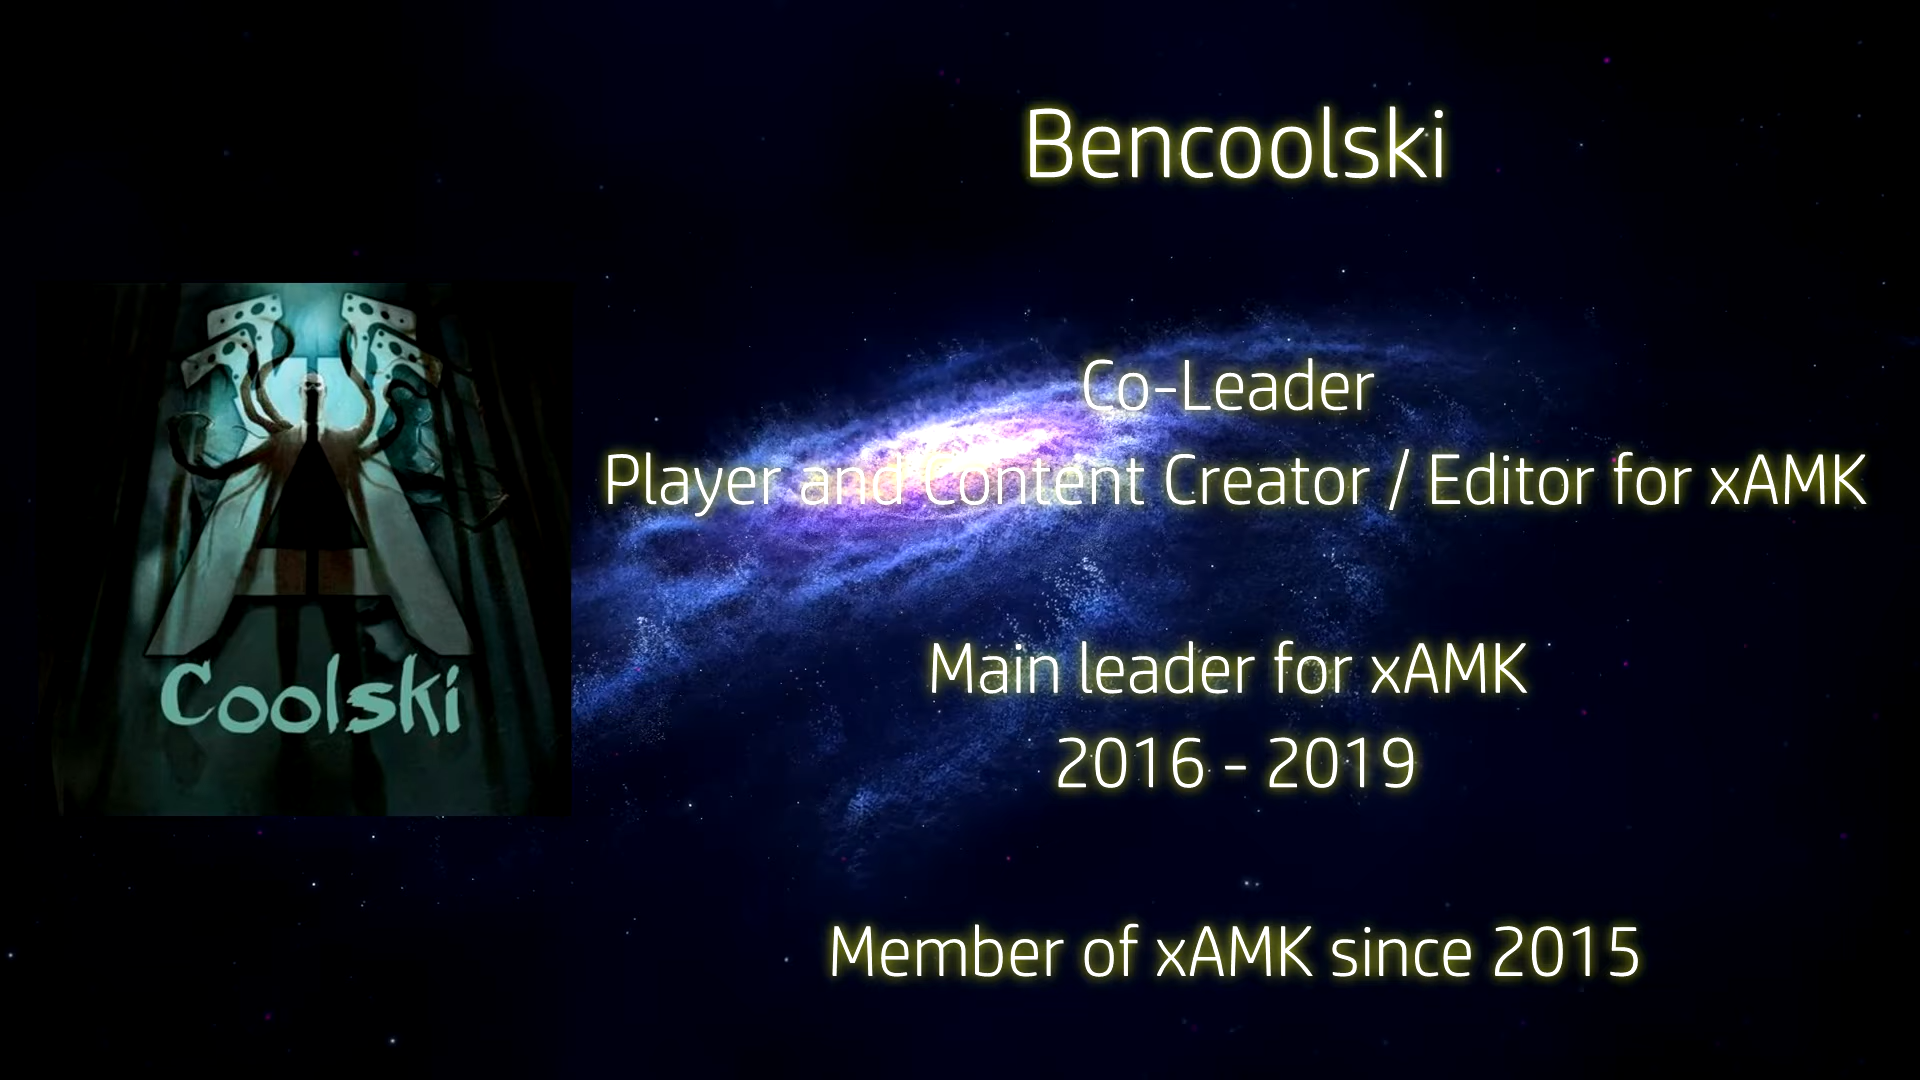 Bencoolski
Co-Leader
Player and Content Creator / Editor for xAMK
Main leader for xAMK
2016 - 2019
Member of xAMK since 2015
A
Coolski